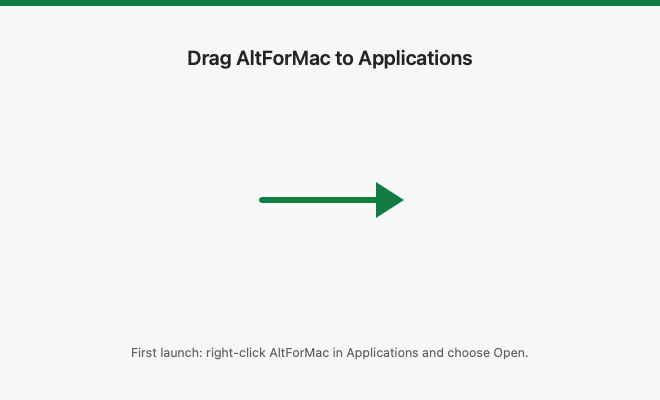 Drag AltForMac to Applications
First launch: right-click AltForMac in Applications and choose Open.